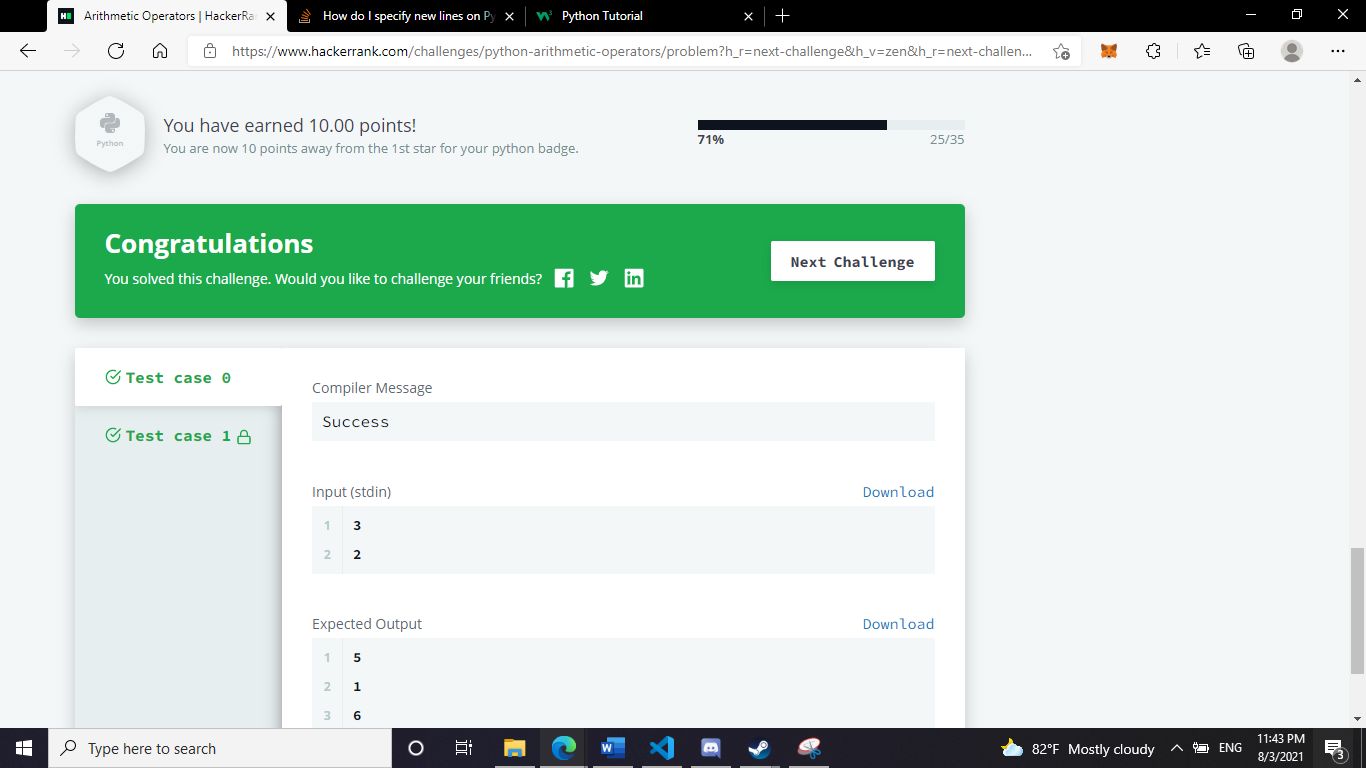 Arithmetic Operators | HackerRa
How do I specify new lines on Py
Python Tutorial
https://www.hackerrank.com/challenges/python-arithmetic-operators/problem?h_r=next-challenge&h_v=zen&h_r=next-challen...
Python
You have earned 10.00 points!
You are now 10 points away from the 1st star for your python badge.
71%
25/35
Congratulations
You solved this challenge. Would you like to challenge your friends?
Next Challenge
Test case 0
Test case 1
Compiler Message
Success
Input (stdin)
Download
1 3
2 2
Expected Output
Download
1 5
2 1
3 6
Type here to search
82°F Mostly cloudy
ENG
11:43 PM
8/3/2021
3